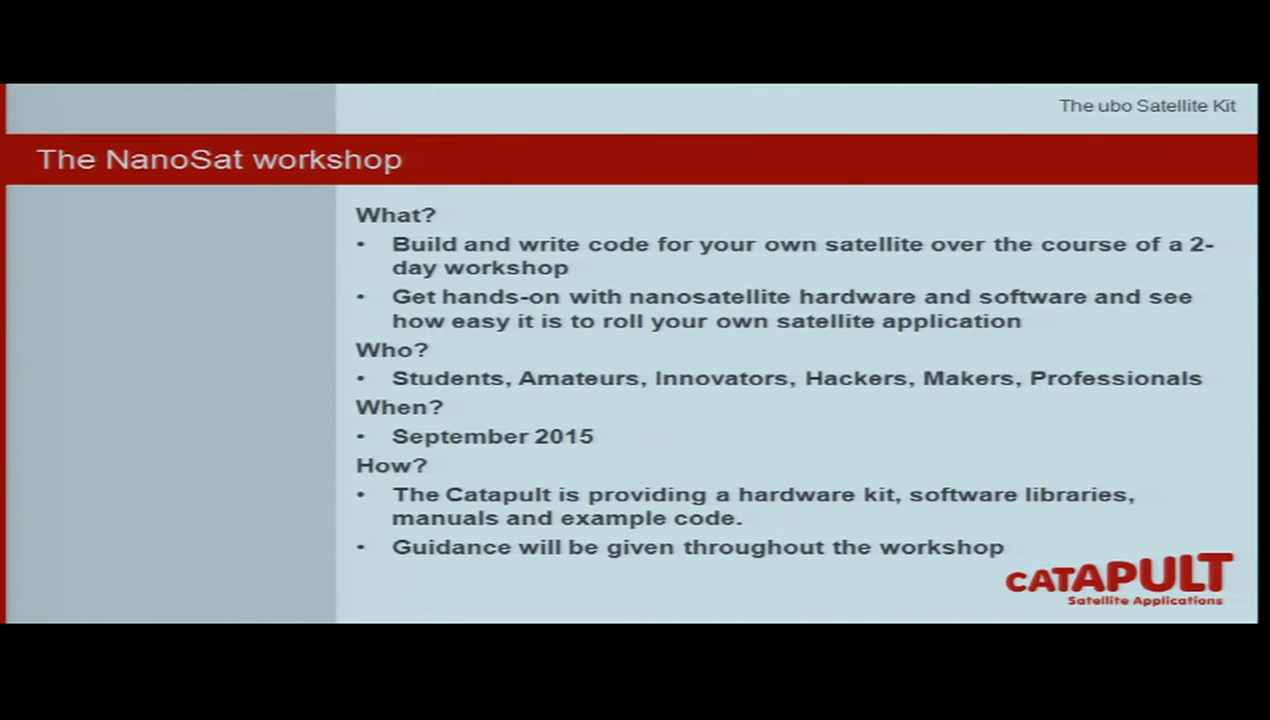 The ubo Satellite Kit
The NanoSat workshop
What?
• Build and write code for your own satellite over the course of a 2-
day workshop
• Get hands-on with nanosatellite hardware and software and see
how easy it is to roll your own satellite application
Who?
• Students, Amateurs, Innovators, Hackers, Makers, Professionals
When?
• September 2015
How?
• The Catapult is providing a hardware kit, software libraries,
manuals and example code.
• Guidance will be given throughout the workshop
CATAPULT
Satellite Applications